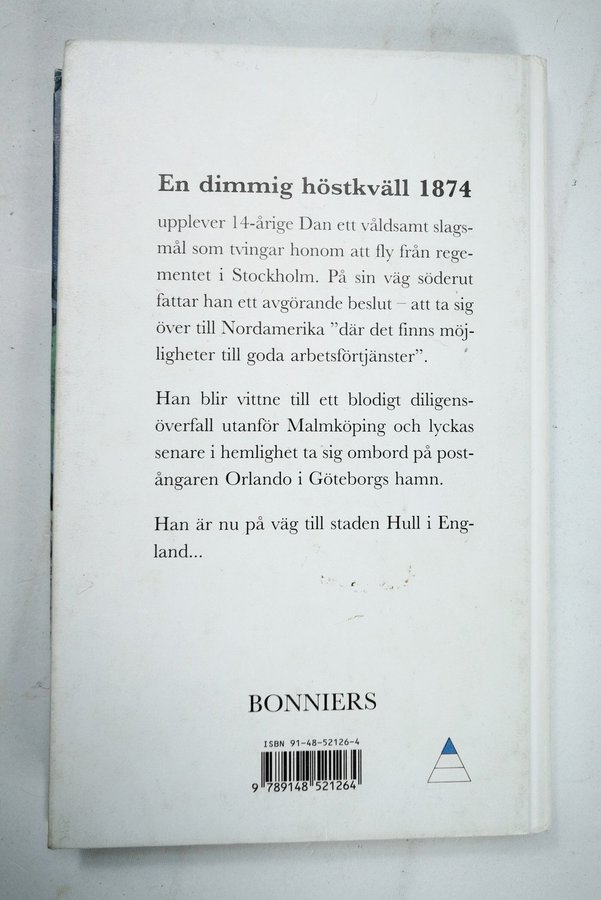 En dimmig höstkväll 1874
upplever 14-årige Dan ett våldsamt slags-
mål som tvingar honom att fly från rege-
mentet i Stockholm. På sin väg söderut
fattar han ett avgörande beslut – att ta sig
över till Nordamerika ”där det finns möj-
ligheter till goda arbetsförtjänster”.
Han blir vittne till ett blodigt diligens-
överfall utanför Malmköping och lyckas
senare i hemlighet ta sig ombord på post-
ångaren Orlando i Göteborgs hamn.
Han är nu på väg till staden Hull i Eng-
land...
BONNIERS
ISBN 91-48-52126-4
9 789148 521264